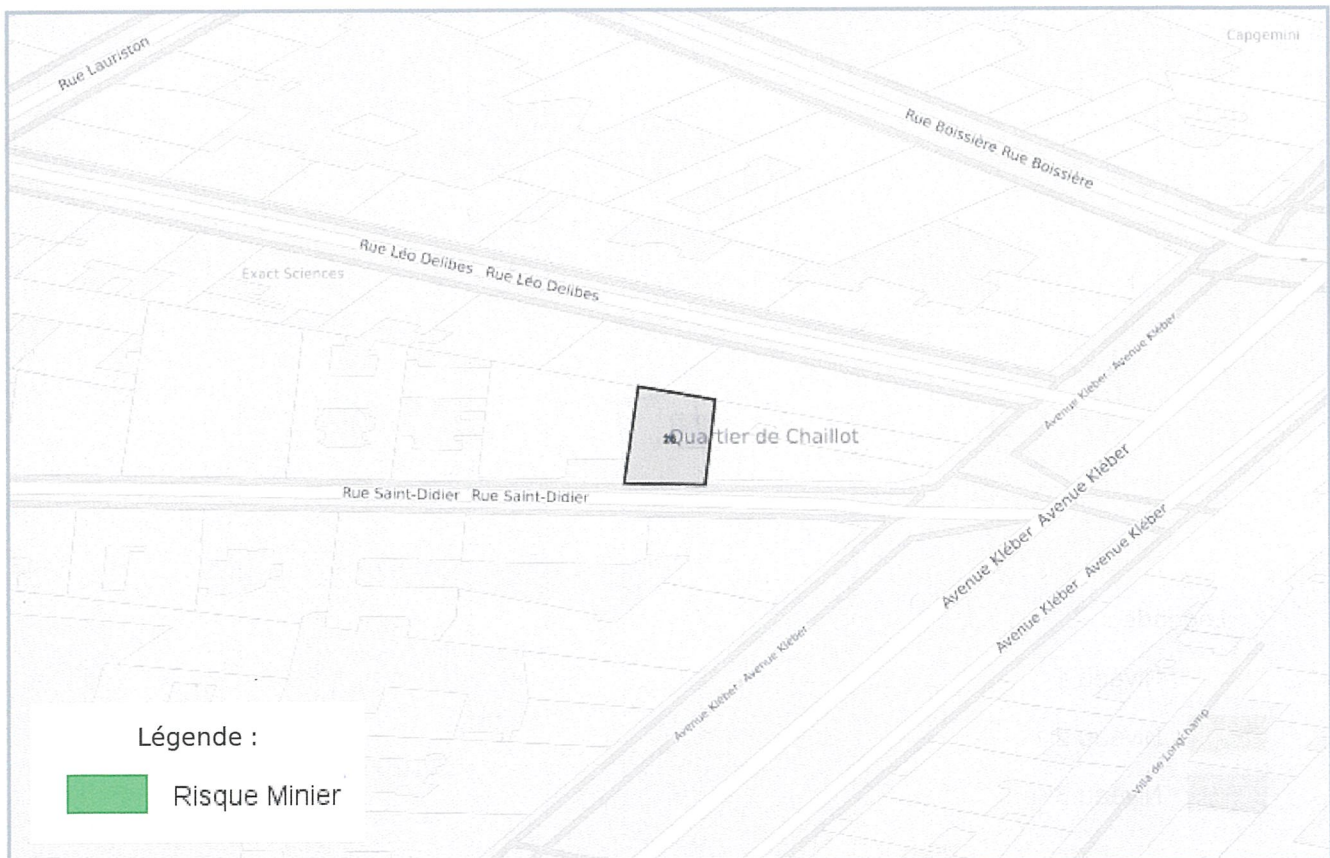 Capgemini
Rue Lauriston
Rue Boissière Rue Boissière
Rue Léo Delibes Rue Léo Delibes
Exact Sciences
Avenue Kléber Avenue Kléber
Quartier de Chaillot
Avenue Kléber Avenue Kléber
Rue Saint-Didier Rue Saint-Didier
Avenue Kléber Avenue Kléber
Avenue Kléber Avenue Kléber
Villa de Longchamp
Légende :
Risque Minier